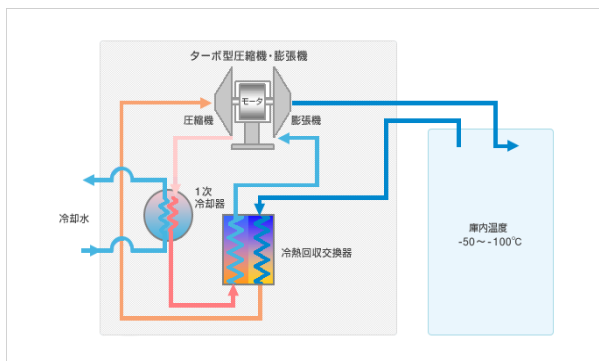 ターボ型圧縮機・膨張機
モータ
圧縮機
膨張機
1次
冷却器
冷却水
冷熱回収交換器
庫内温度
-50～-100℃